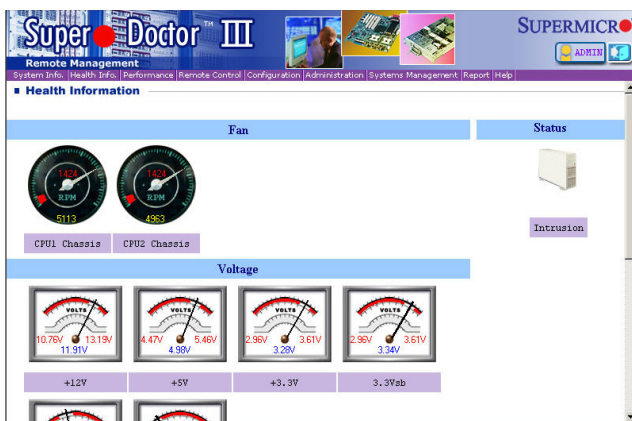 Super Doctor™ III
SUPERMICRO
Remote Management
ADMIN
System Info. |Health Info. |Performance |Remote Control |Configuration |Administration |Systems Management |Report |Help |
Health Information
Fan
Status
1424
RPM
5113
1424
RPM
4963
CPU1 Chassis
CPU2 Chassis
Intrusion
Voltage
VOLTS
10.76V 13.19V
11.91V
VOLTS
4.47V 5.46V
4.98V
VOLTS
2.96V 3.61V
3.28V
VOLTS
2.96V 3.61V
3.34V
+12V
+5V
+3.3V
3.3Vsb